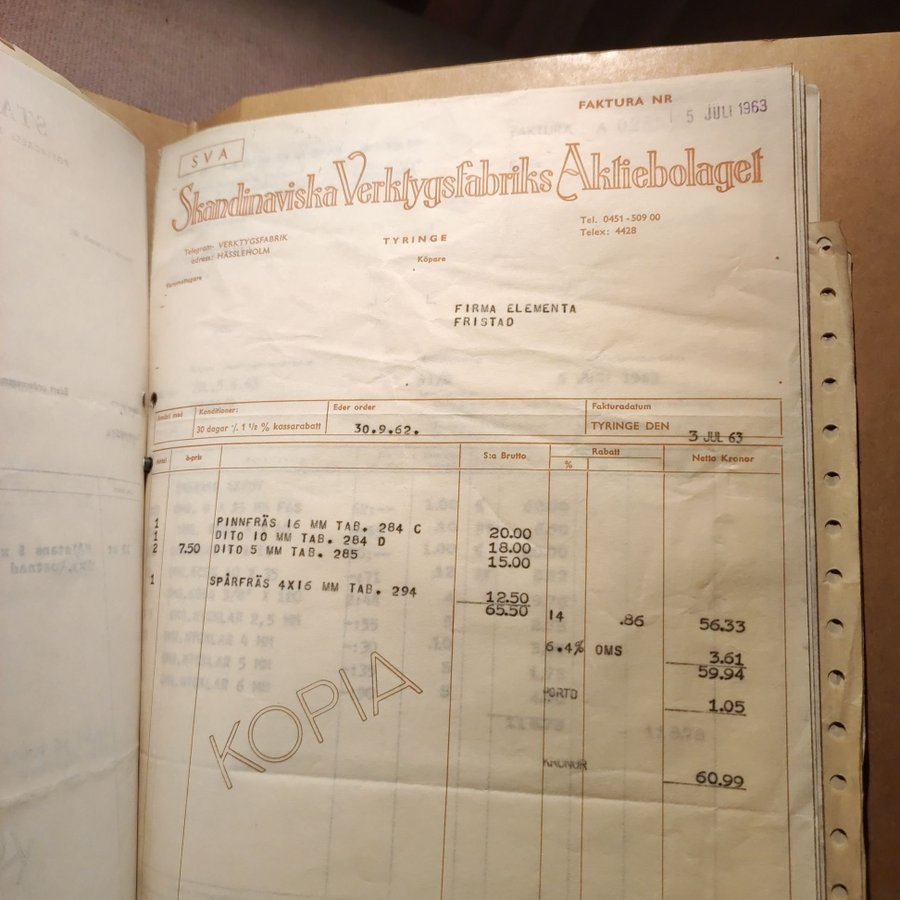 FAKTURA NR
5 JULI 1963
SVA
Skandinaviska Verktygsfabriks Aktiebolaget
Telegram- VERKTYGSFABRIK
adress: HÄSSLEHOLM
TYRINGE
Tel. 0451-509 00
Telex: 4428
Varumottagare
Köpare
FIRMA ELEMENTA
FRISTAD
Konditioner:
30 dagar ·/. 1 1/2 % kassarabatt
Eder order
30.9.62.
Fakturadatum
TYRINGE DEN 3 JUL 63
Antal à-pris S:a Brutto Rabatt % Netto Kronor
1 PINNFRÄS 16 MM TAB. 284 C 20.00
1 DITO 10 MM TAB. 284 D 18.00
2 7.50 DITO 5 MM TAB. 285 15.00
1 SPÅRFRÄS 4X16 MM TAB. 294 12.50
65.50 14 .86 56.33
6.4% OMS 3.61
59.94
PORTO 1.05
KRONOR 60.99
KOPIA